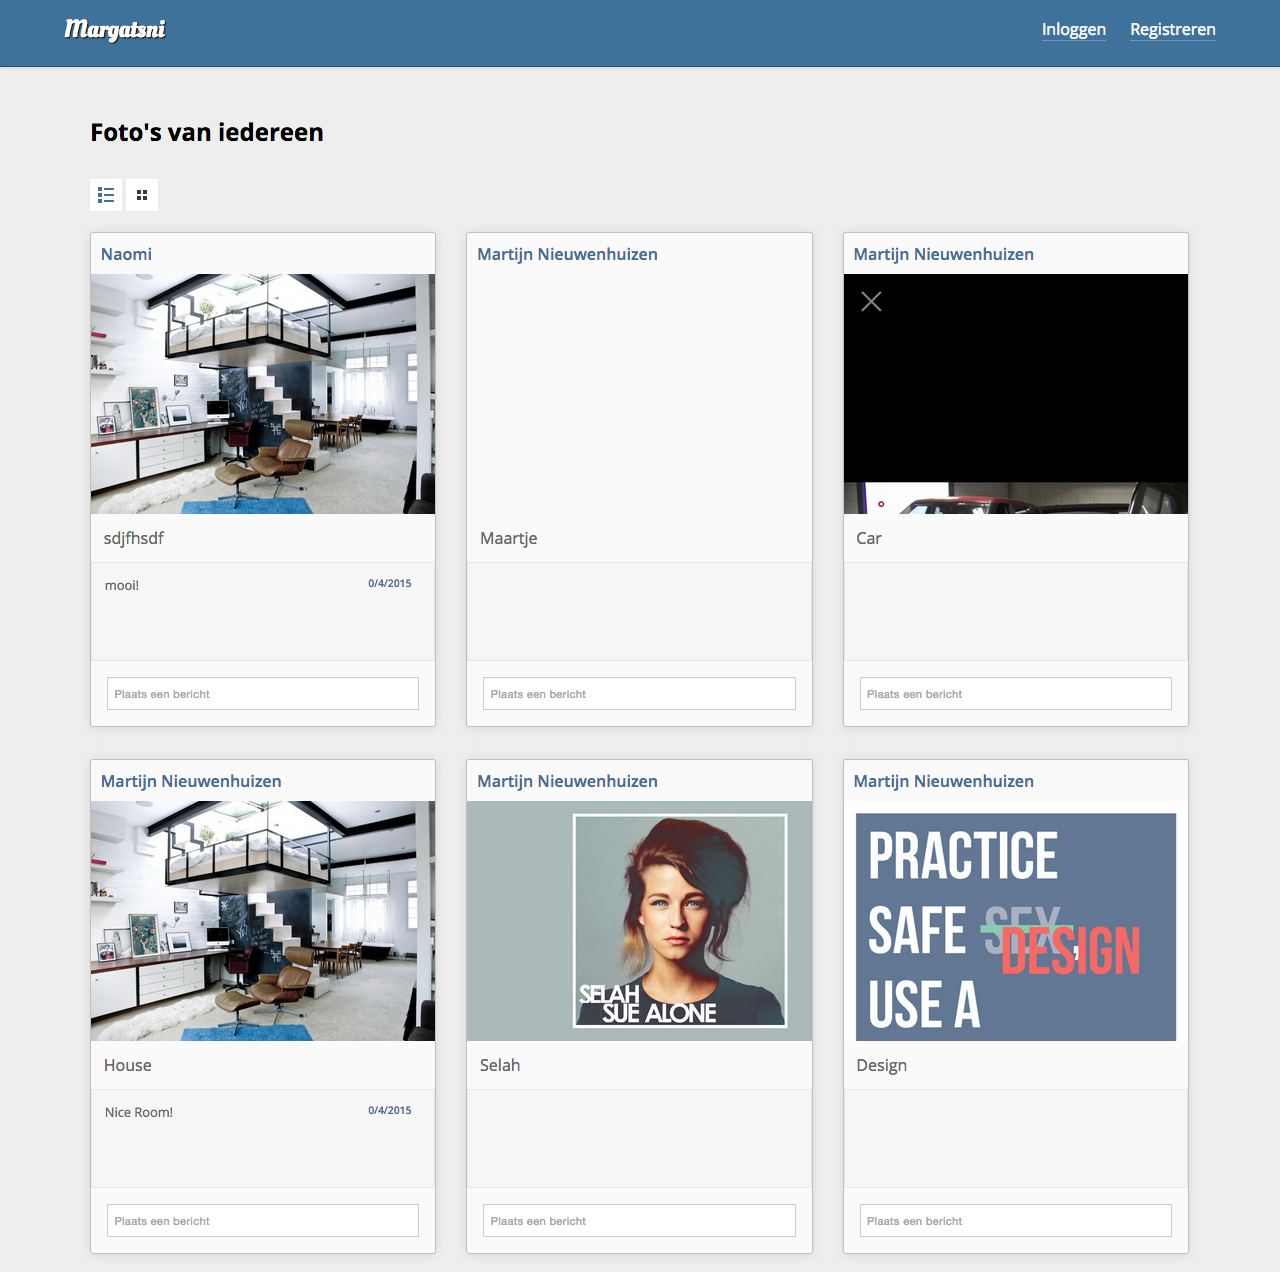 Margatsni
Inloggen Registreren
Foto's van iedereen
Naomi
sdjfhsdf
mooi! 0/4/2015
Plaats een bericht
Martijn Nieuwenhuizen
Maartje
Plaats een bericht
Martijn Nieuwenhuizen
Car
Plaats een bericht
Martijn Nieuwenhuizen
House
Nice Room! 0/4/2015
Plaats een bericht
Martijn Nieuwenhuizen
SELAH
SUE ALONE
Selah
Plaats een bericht
Martijn Nieuwenhuizen
PRACTICE
SAFE SEX,
DESIGN
USE A
Design
Plaats een bericht